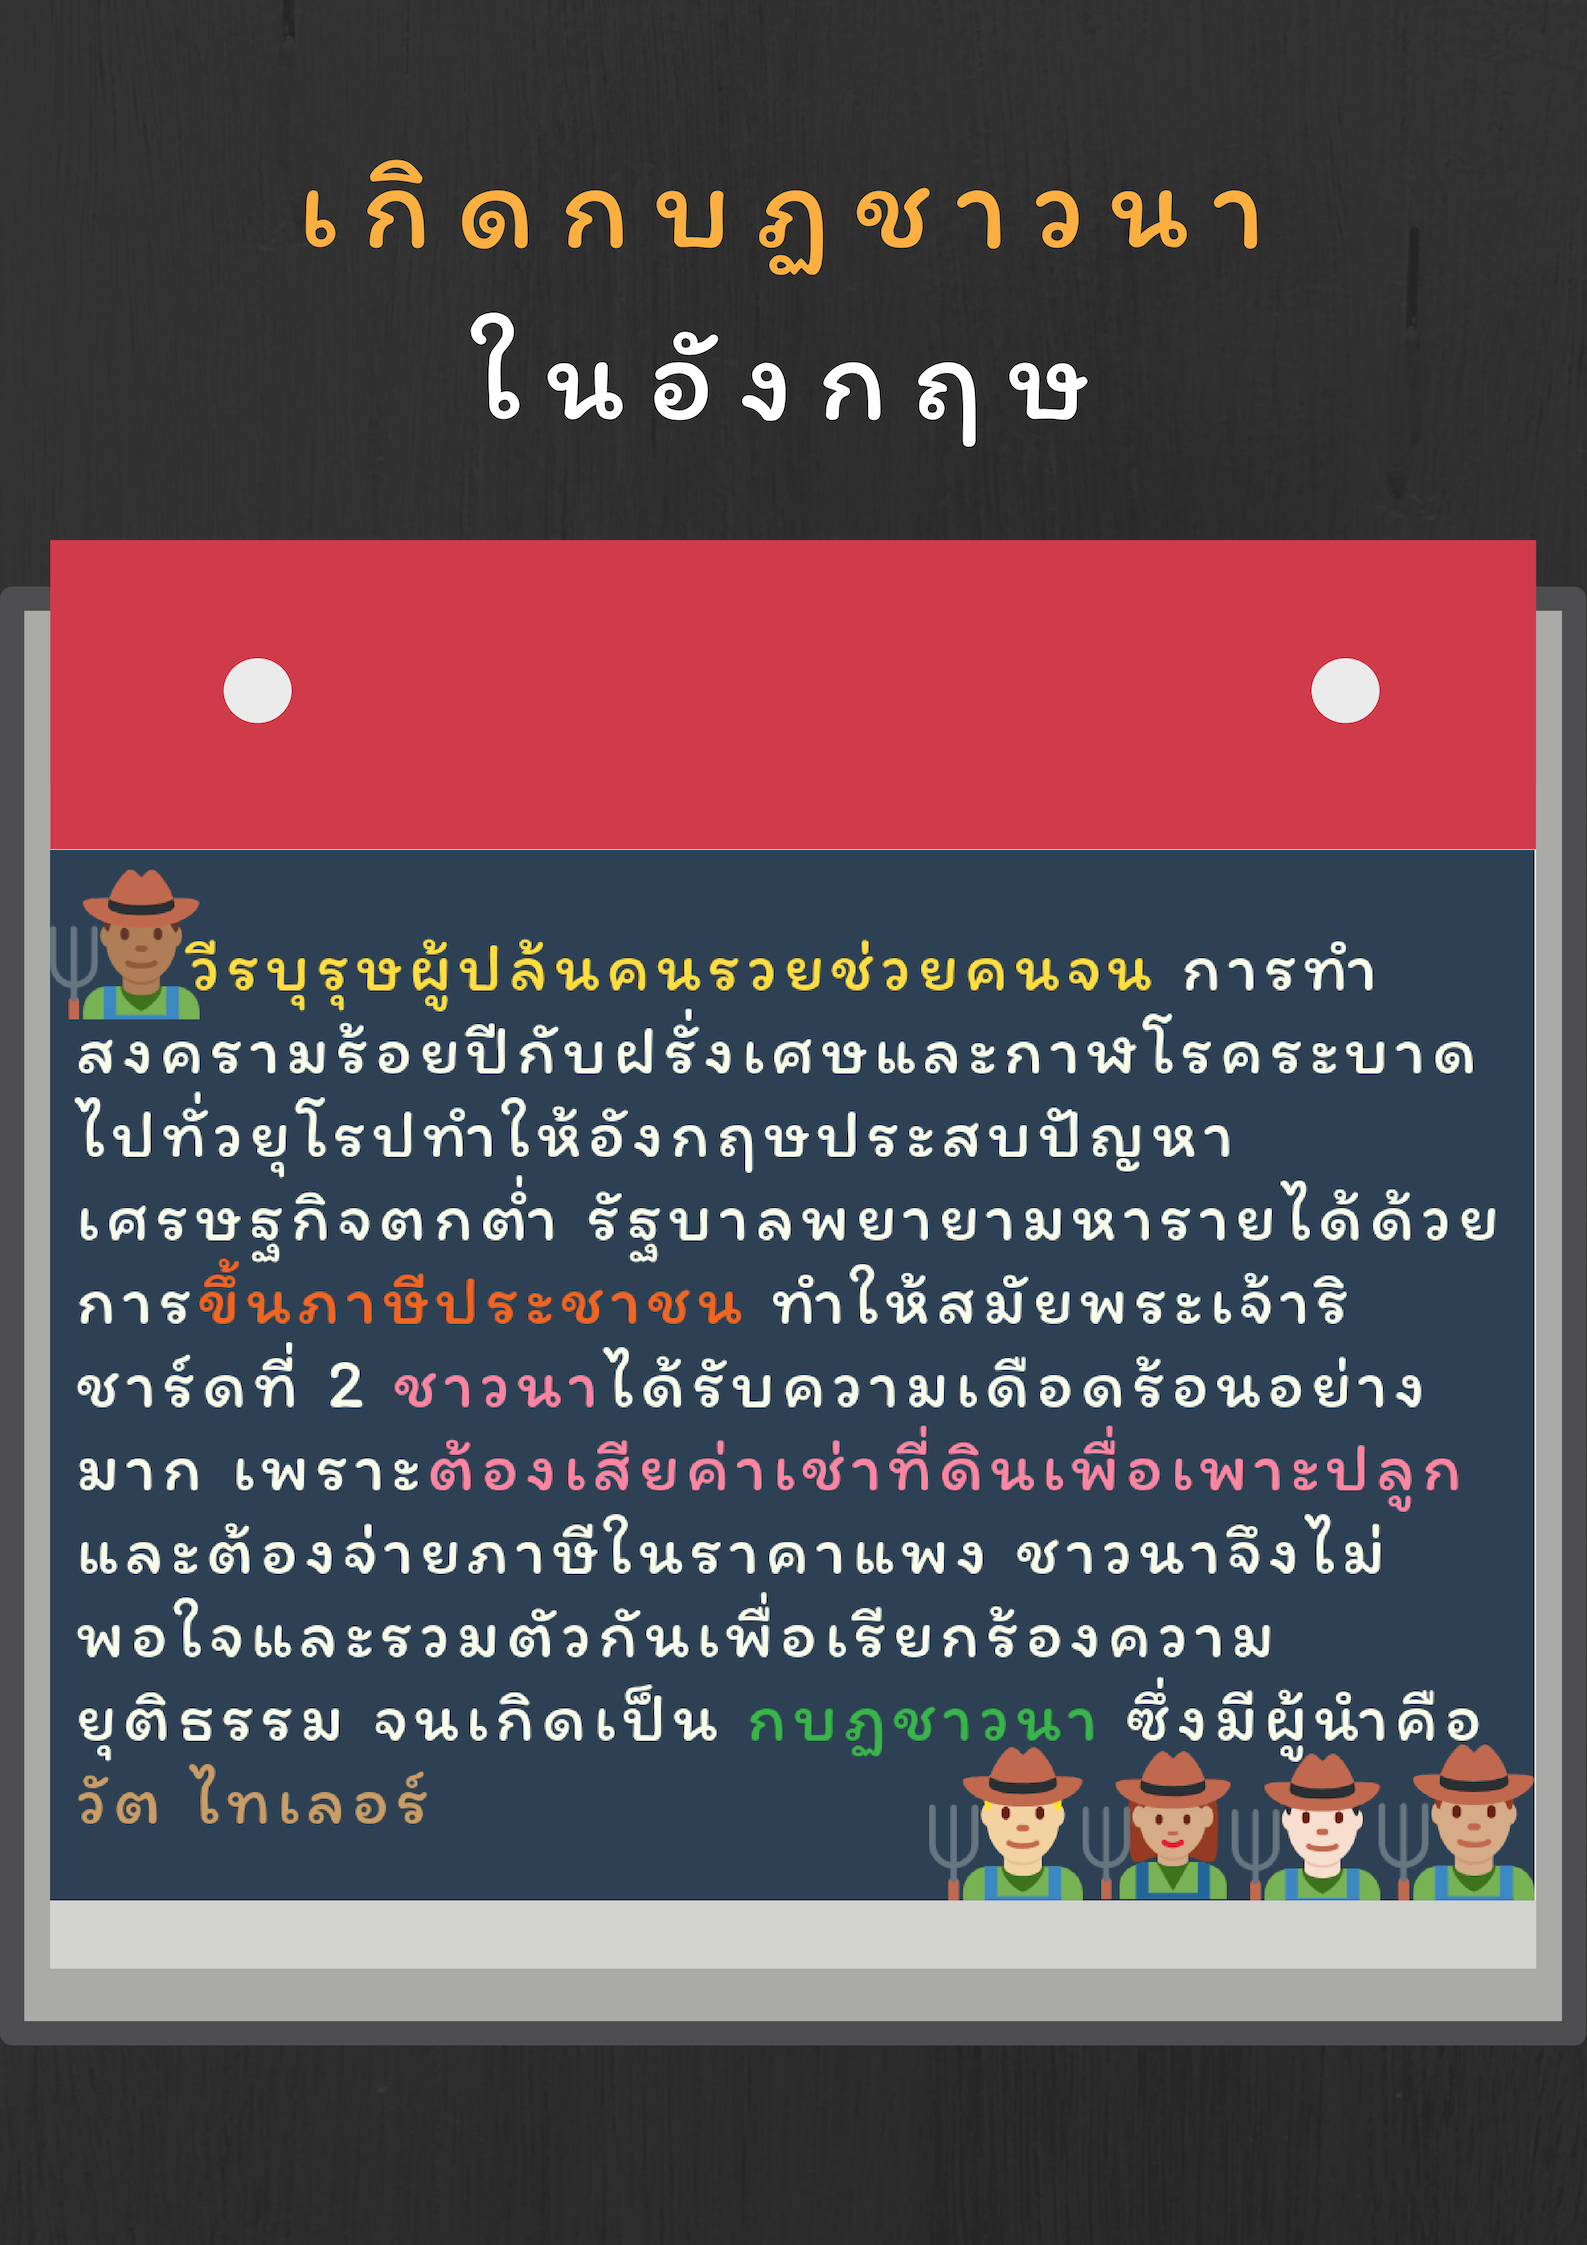 เกิดกบฏชาวนา
ในอังกฤษ
วีรบุรุษผู้ปล้นคนรวยช่วยคนจน การทำ
สงครามร้อยปีกับฝรั่งเศษและกาฬโรคระบาด
ไปทั่วยุโรปทำให้อังกฤษประสบปัญหา
เศรษฐกิจตกต่ำ รัฐบาลพยายามหารายได้ด้วย
การขึ้นภาษีประชาชน ทำให้สมัยพระเจ้าริ
ชาร์ดที่ 2 ชาวนาได้รับความเดือดร้อนอย่าง
มาก เพราะต้องเสียค่าเช่าที่ดินเพื่อเพาะปลูก
และต้องจ่ายภาษีในราคาแพง ชาวนาจึงไม่
พอใจและรวมตัวกันเพื่อเรียกร้องความ
ยุติธรรม จนเกิดเป็น กบฏชาวนา ซึ่งมีผู้นำคือ
วัต ไทเลอร์